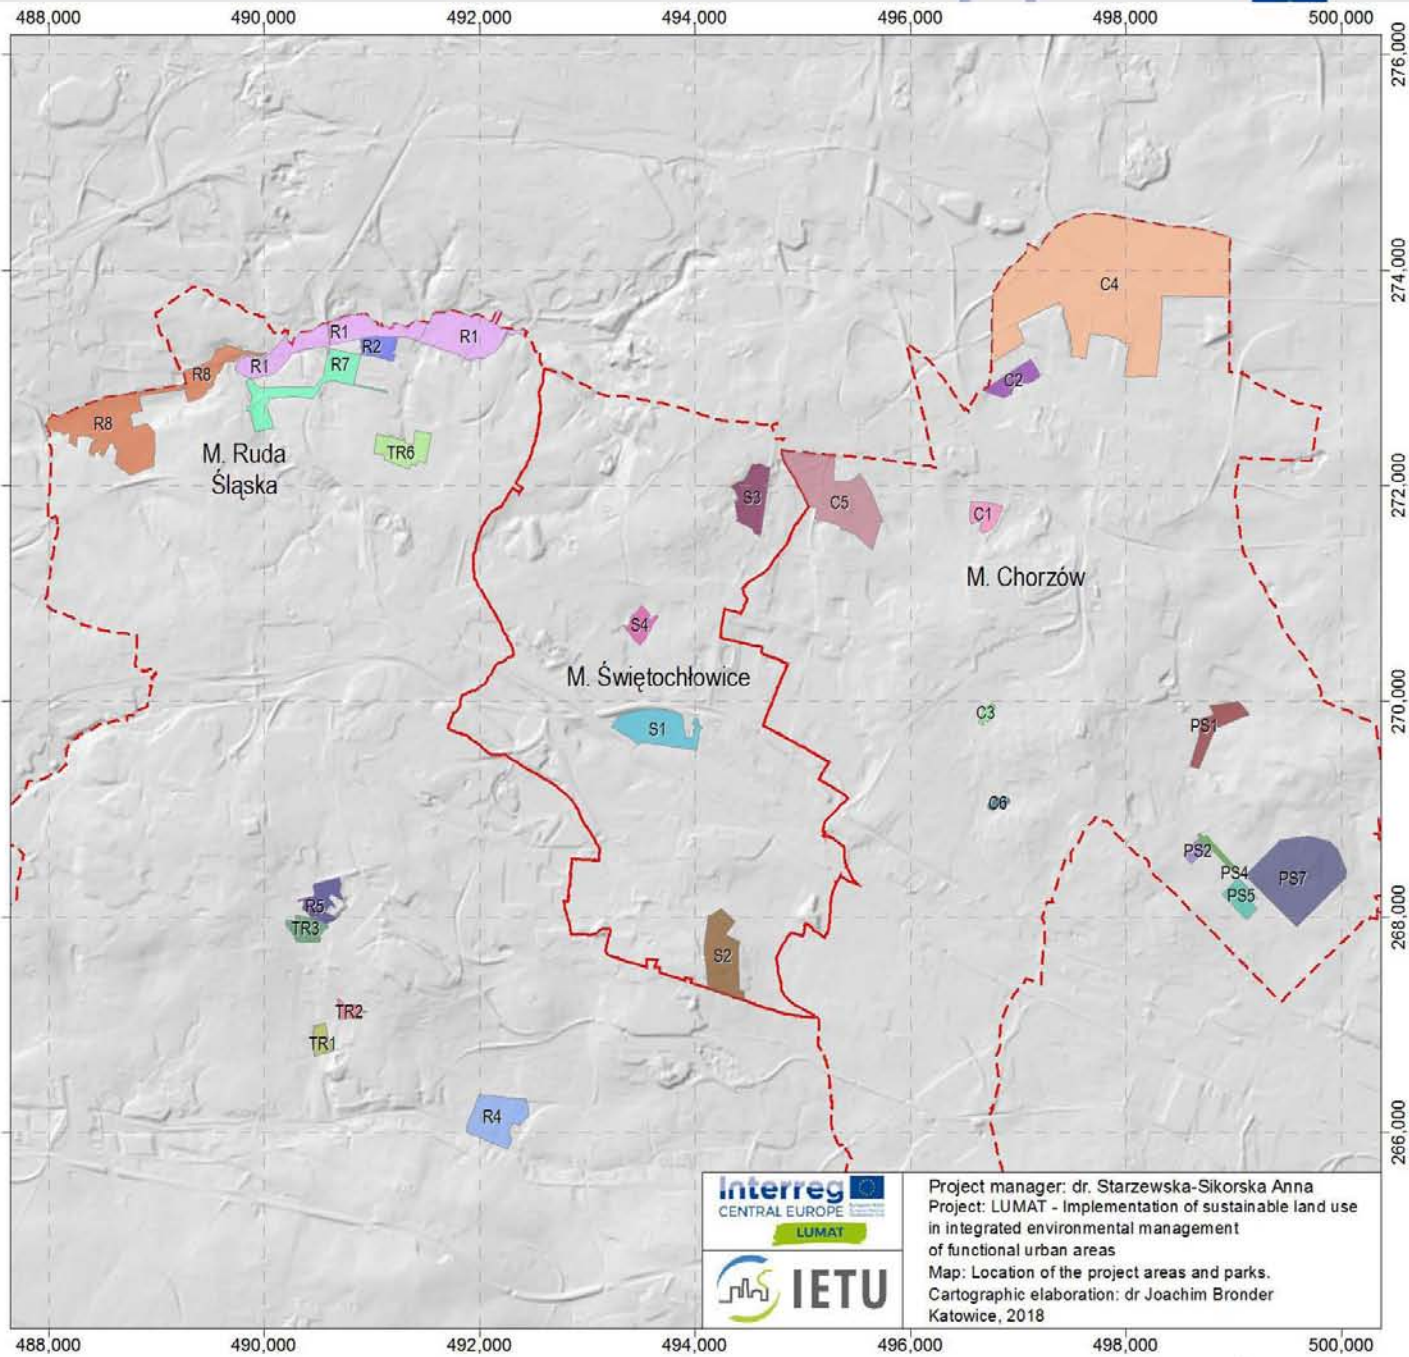 488,000 490,000 492,000 494,000 496,000 498,000 500,000
276,000
274,000
C4
R1
R1
R2
R1
R7
R8
C2
R8
TR6
M. Ruda
Śląska
272,000
S3
C5
C1
M. Chorzów
S4
M. Świętochłowice
270,000
C3
S1
PS1
C6
PS2
PS4
PS7
PS5
268,000
R5
TR3
S2
TR2
TR1
R4
266,000
Interreg
CENTRAL EUROPE
LUMAT
IETU
Project manager: dr. Starzewska-Sikorska Anna
Project: LUMAT - Implementation of sustainable land use
in integrated environmental management
of functional urban areas
Map: Location of the project areas and parks.
Cartographic elaboration: dr Joachim Bronder
Katowice, 2018
488,000 490,000 492,000 494,000 496,000 498,000 500,000